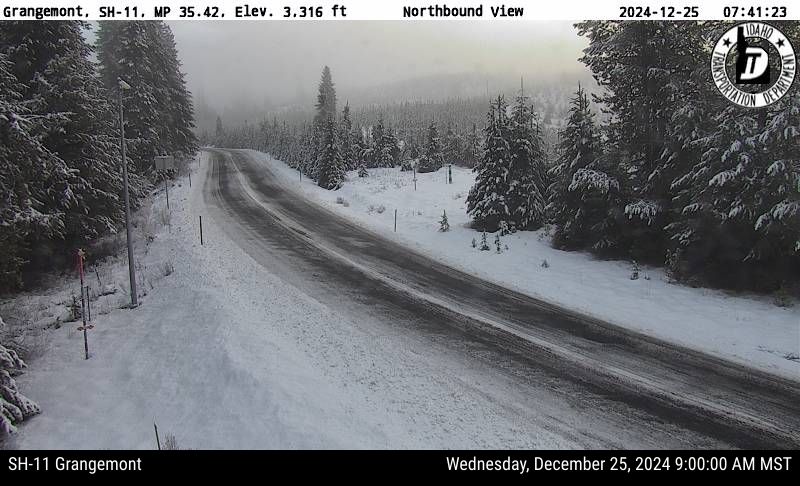 Grangemont, SH-11, MP 35.42, Elev. 3,316 ft Northbound View 2024-12-25 07:41:23
IDAHO
TRANSPORTATION DEPARTMENT
SH-11 Grangemont Wednesday, December 25, 2024 9:00:00 AM MST